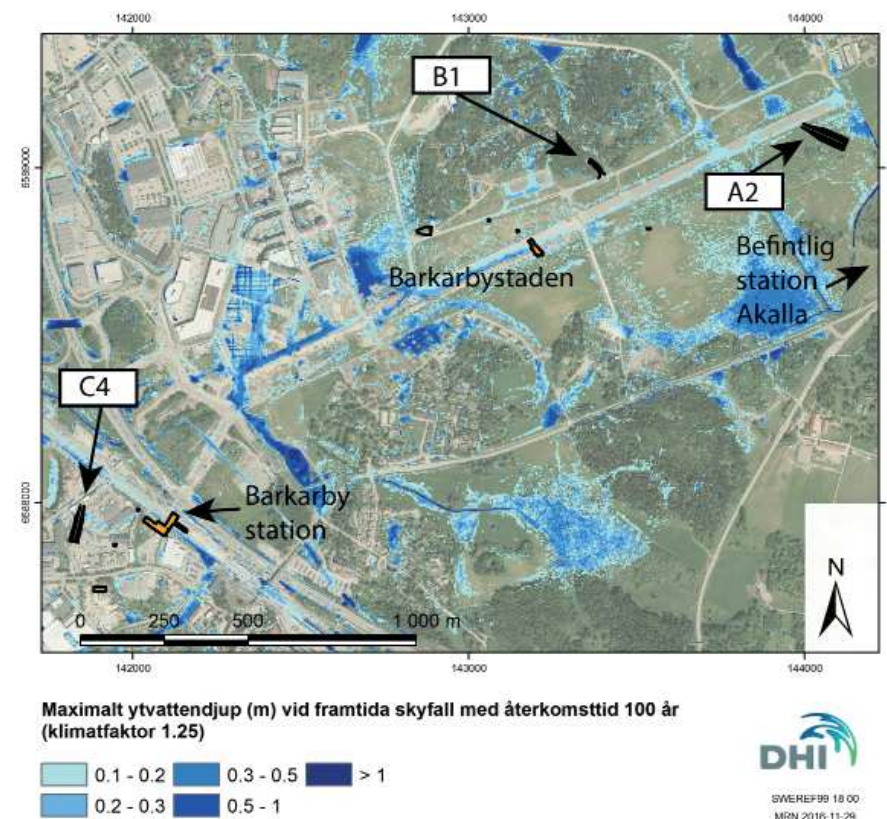 142000 143000 144000
B1
6589000
A2
Befintlig
station
Akalla
Barkarbystaden
C4
6588000
Barkarby
station
N
0 250 500 1 000 m
142000 143000 144000
Maximalt ytvattendjup (m) vid framtida skyfall med återkomsttid 100 år
(klimatfaktor 1.25)
0.1 - 0.2 0.3 - 0.5 > 1
0.2 - 0.3 0.5 - 1
DHI
SWEREF99 18 00
MRN 2016-11-29